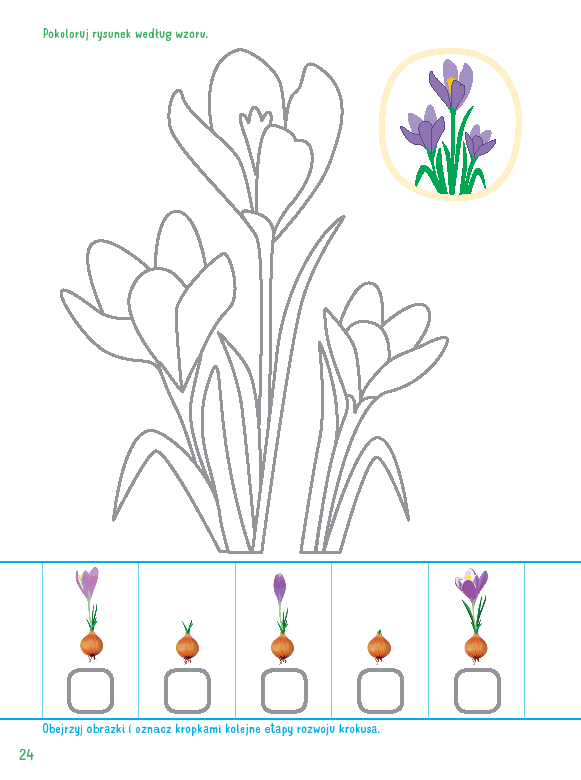 Pokoloruj rysunek według wzoru.
Obejrzyj obrazki i oznacz kropkami kolejne etapy rozwoju krokusa.
24